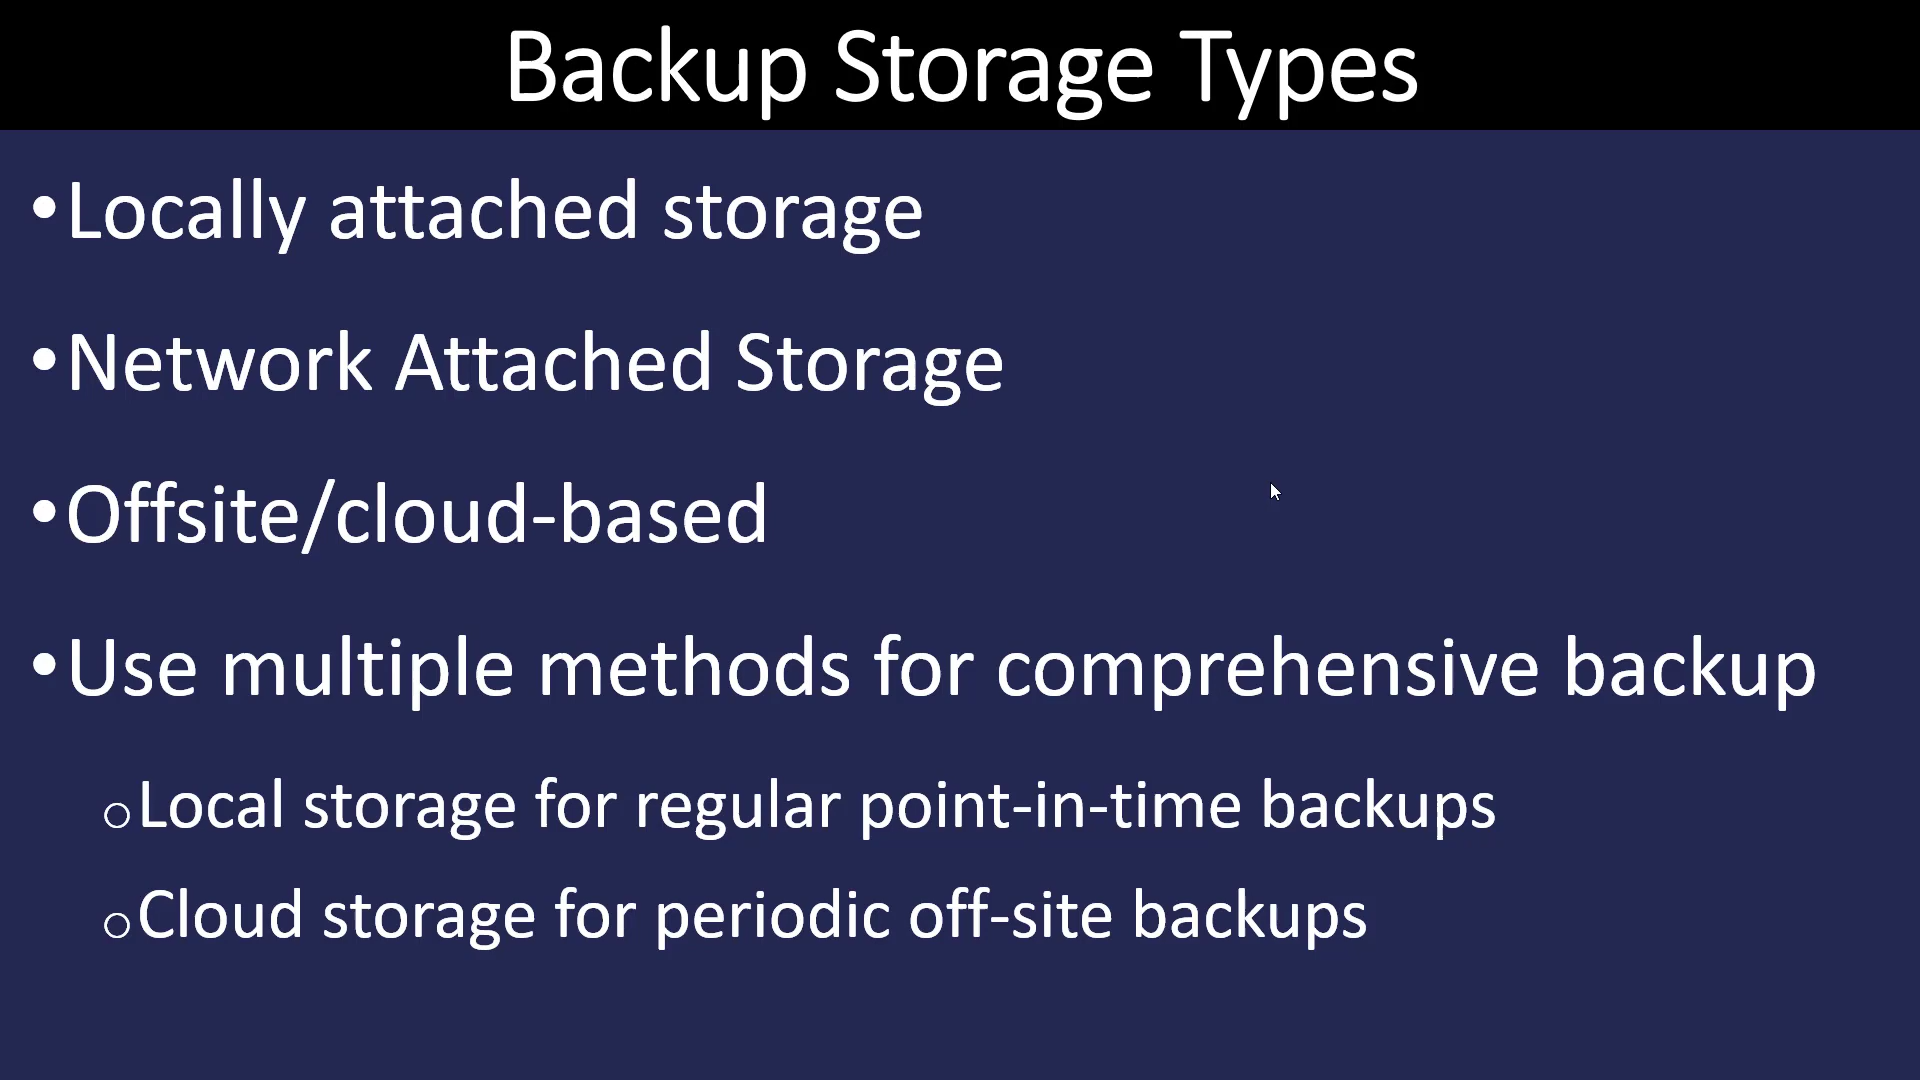 Backup Storage Types
•Locally attached storage
•Network Attached Storage
•Offsite/cloud-based
•Use multiple methods for comprehensive backup
oLocal storage for regular point-in-time backups
oCloud storage for periodic off-site backups